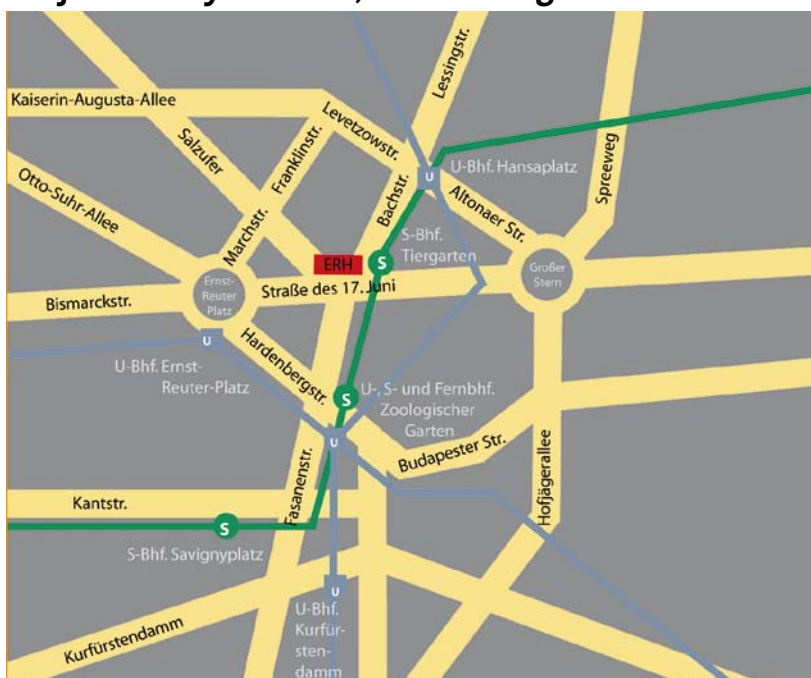 Kaiserin-Augusta-Allee
Lessingstr.
Levetzowstr.
Salzufer
Franklinstr.
Marchstr.
Otto-Suhr-Allee
U
U-Bhf. Hansaplatz
Spreeweg
Bachstr.
Altonaer Str.
S-Bhf.
Tiergarten
S
ERH
Großer
Stern
Ernst-
Reuter
Platz
Straße des 17. Juni
Bismarckstr.
U
U-Bhf. Ernst-
Reuter-Platz
Hardenbergstr.
S
U-, S- und Fernbhf.
Zoologischer
Garten
U
Budapester Str.
Hofjägerallee
Fasanenstr.
Kantstr.
S
S-Bhf. Savignyplatz
U
U-Bhf.
Kurfür-
sten-
damm
Kurfürstendamm